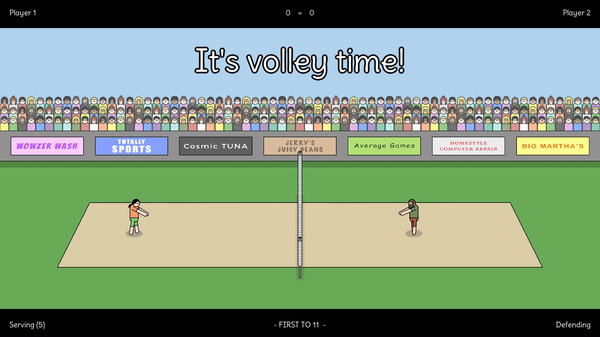 Player 1
0 = 0
Player 2
It's volley time!
WOWZER WASH
TOTALLY
SPORTS
Cosmic TUNA
JERRY'S
JUICY BEANS
Average Games
HOMESTYLE
COMPUTER REPAIR
BIG MARTHA'S
Serving (5)
- FIRST TO 11 -
Defending